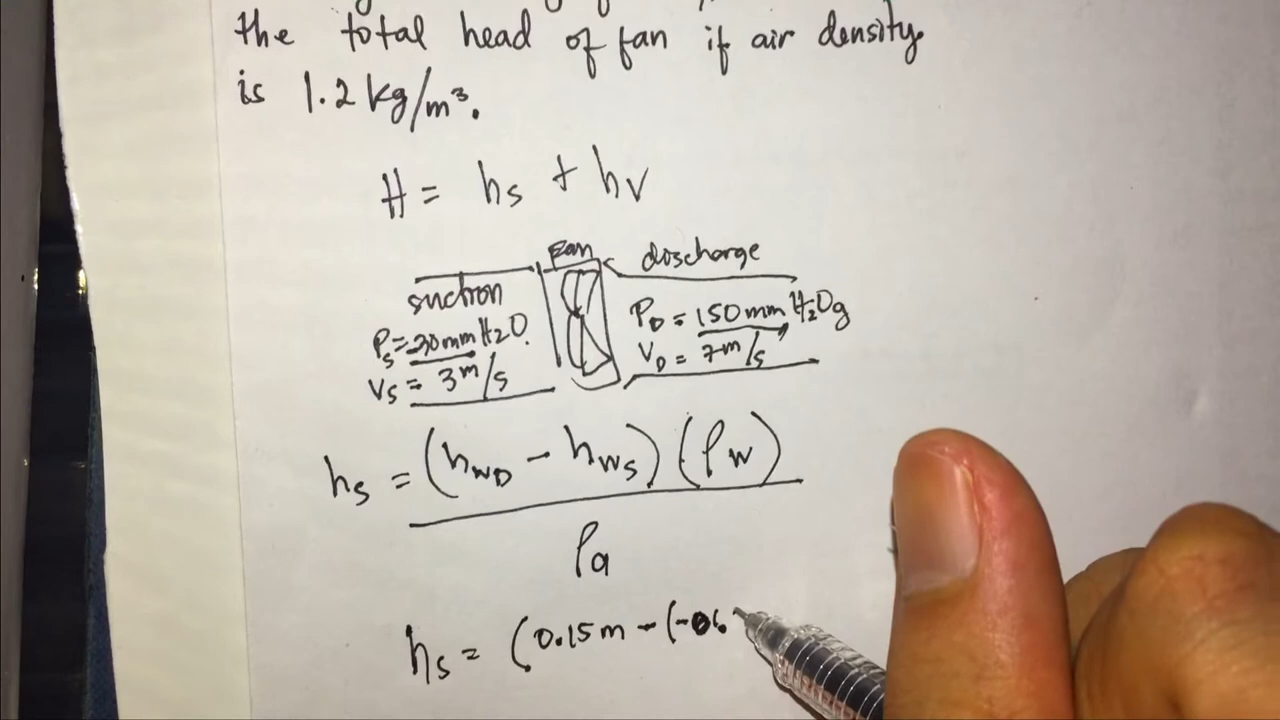 the total head of fan if air density
is 1.2 kg/m³.
H = hs + hv
Fan discharge
suction
PD = 150 mm H₂Og
Ps = 30 mm H₂O
VD = 7 m/s
Vs = 3 m/s
hs = (hwD - hws) (ρw)
ρa
hs = (0.15m - (-0